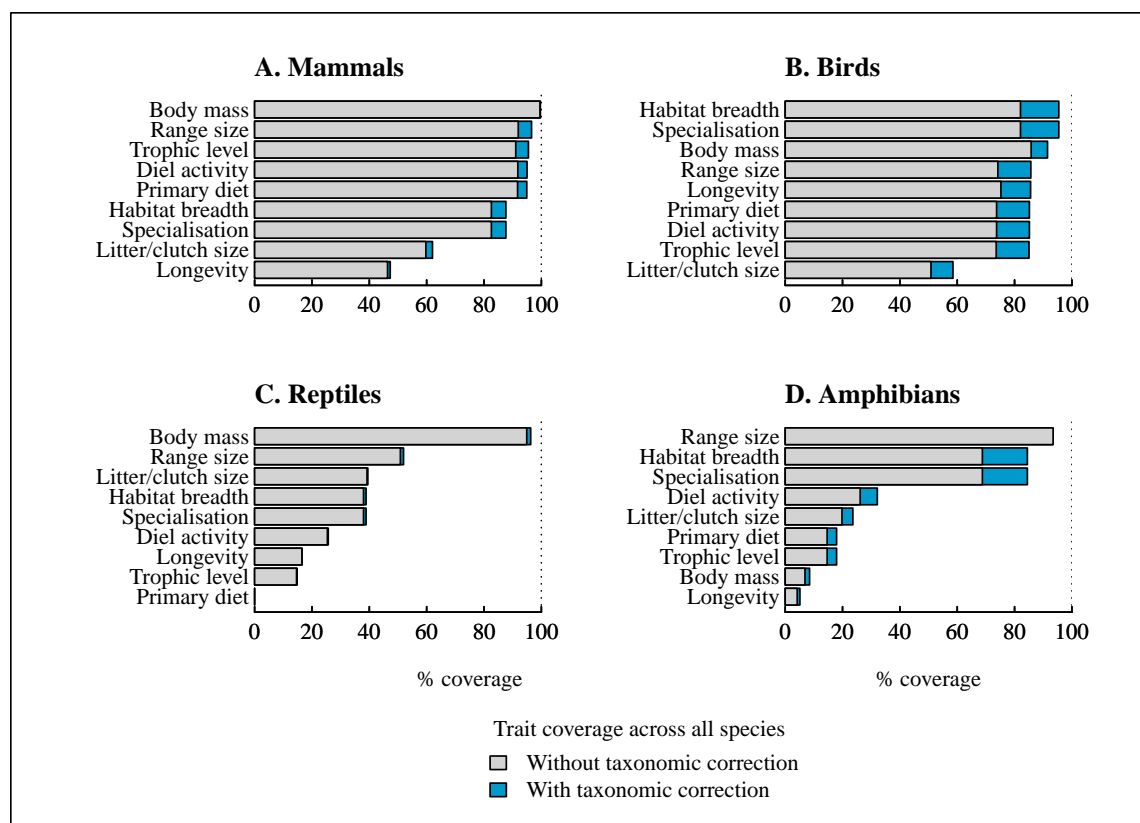 A. Mammals
Body mass
Range size
Trophic level
Diel activity
Primary diet
Habitat breadth
Specialisation
Litter/clutch size
Longevity
0 20 40 60 80 100
B. Birds
Habitat breadth
Specialisation
Body mass
Range size
Longevity
Primary diet
Diel activity
Trophic level
Litter/clutch size
0 20 40 60 80 100
C. Reptiles
Body mass
Range size
Litter/clutch size
Habitat breadth
Specialisation
Diel activity
Longevity
Trophic level
Primary diet
0 20 40 60 80 100
% coverage
D. Amphibians
Range size
Habitat breadth
Specialisation
Diel activity
Litter/clutch size
Primary diet
Trophic level
Body mass
Longevity
0 20 40 60 80 100
% coverage
Trait coverage across all species
Without taxonomic correction
With taxonomic correction